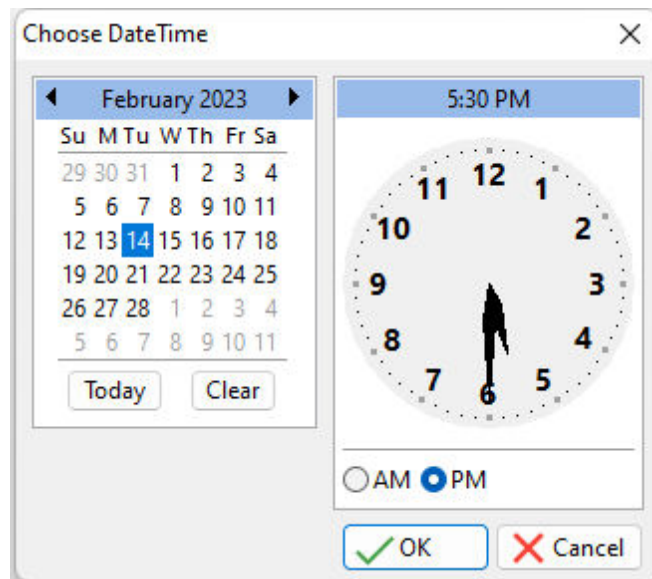 Choose DateTime
February 2023
Su M Tu W Th Fr Sa
29 30 31 1 2 3 4
5 6 7 8 9 10 11
12 13 14 15 16 17 18
19 20 21 22 23 24 25
26 27 28 1 2 3 4
5 6 7 8 9 10 11
Today Clear
5:30 PM
12
11 1
10 2
9 3
8 4
7 5
6
AM PM
OK Cancel